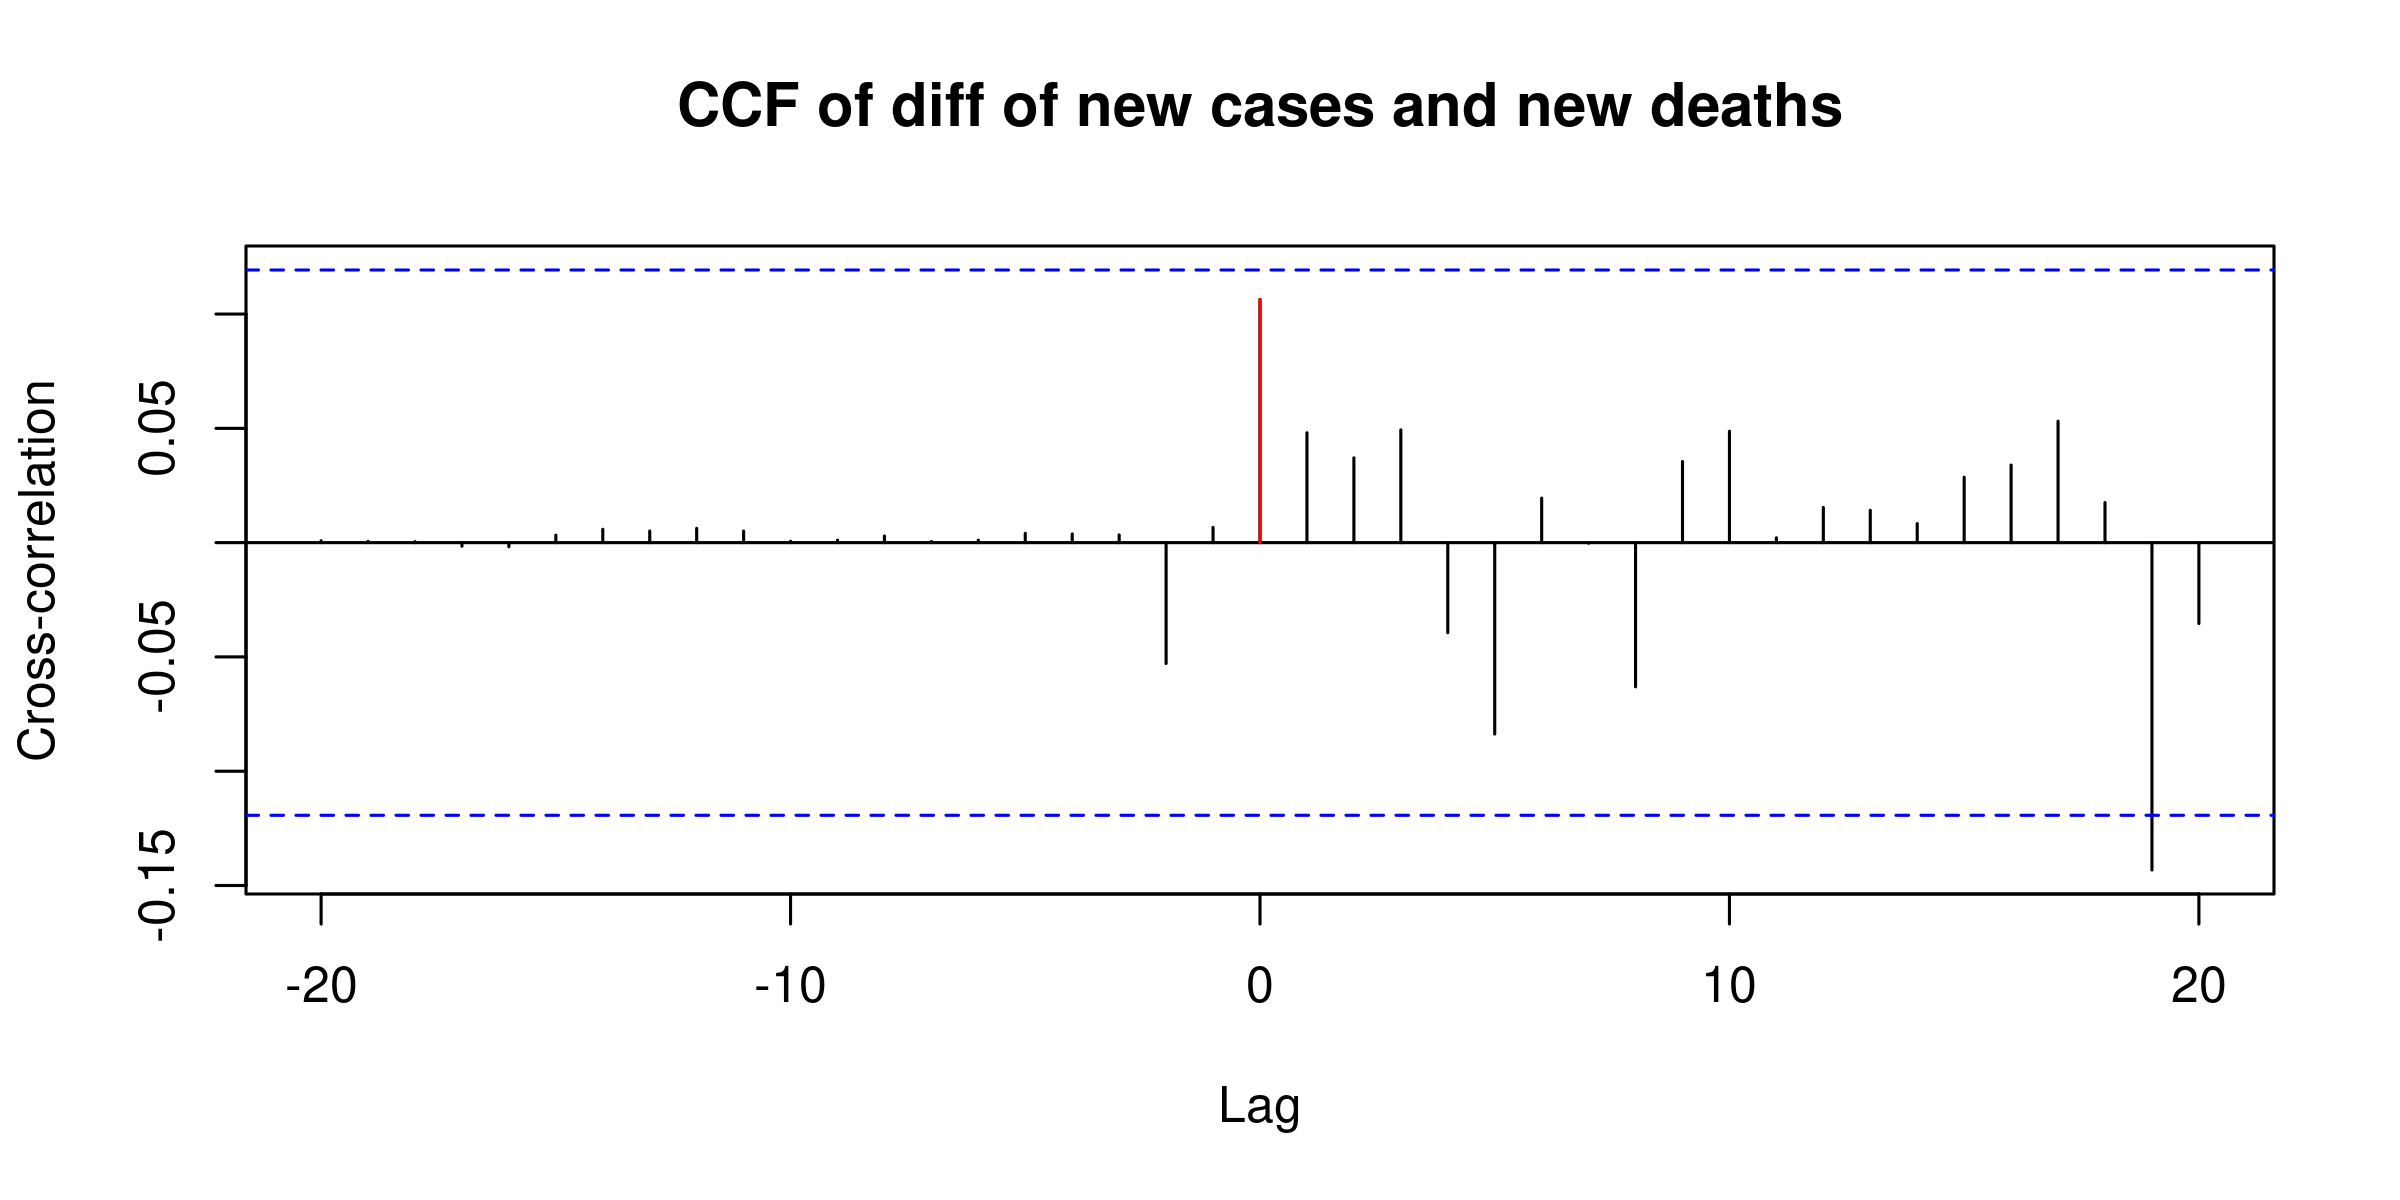 CCF of diff of new cases and new deaths
Cross-correlation
0.05
-0.05
-0.15
-20 -10 0 10 20
Lag